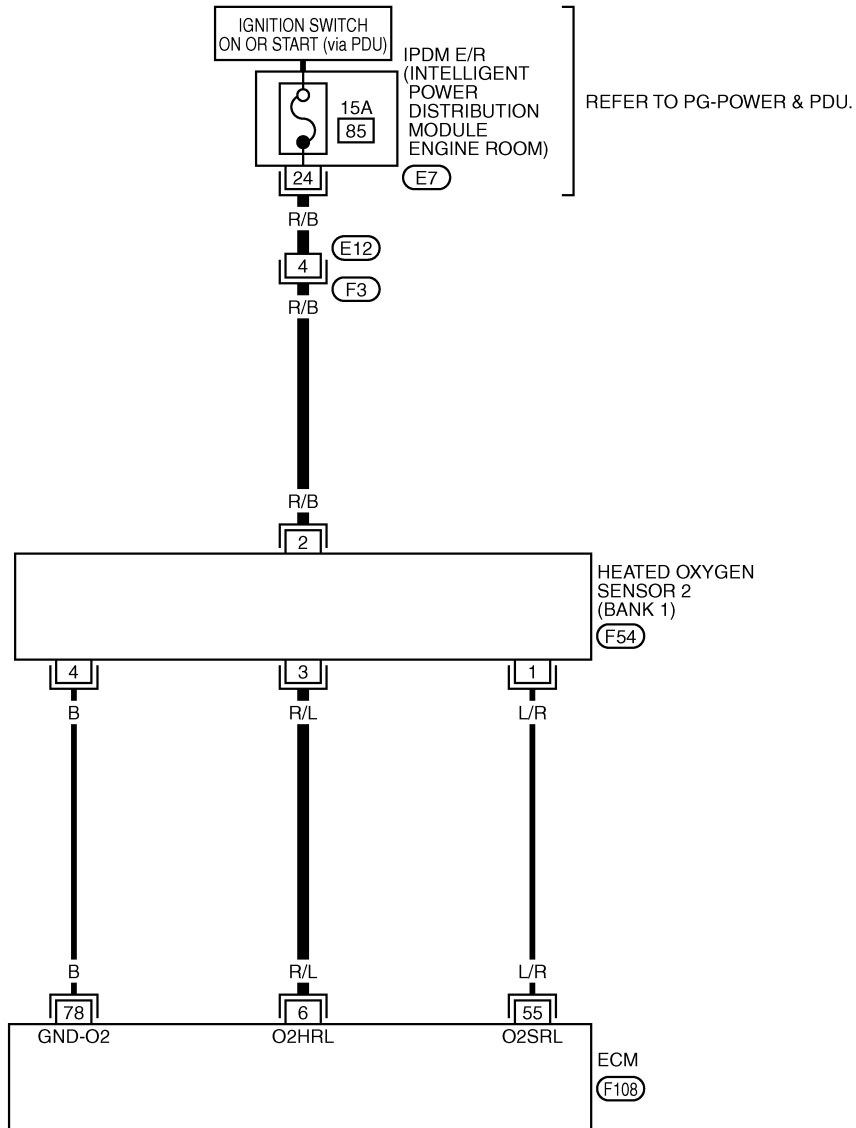 IGNITION SWITCH
ON OR START (via PDU)
IPDM E/R
(INTELLIGENT
POWER
DISTRIBUTION
MODULE
ENGINE ROOM)
REFER TO PG-POWER & PDU.
15A
85
24
E7
R/B
E12
4
F3
R/B
R/B
2
HEATED OXYGEN
SENSOR 2
(BANK 1)
F54
4
3
1
B
R/L
L/R
B
R/L
L/R
78
6
55
GND-O2
O2HRL
O2SRL
ECM
F108